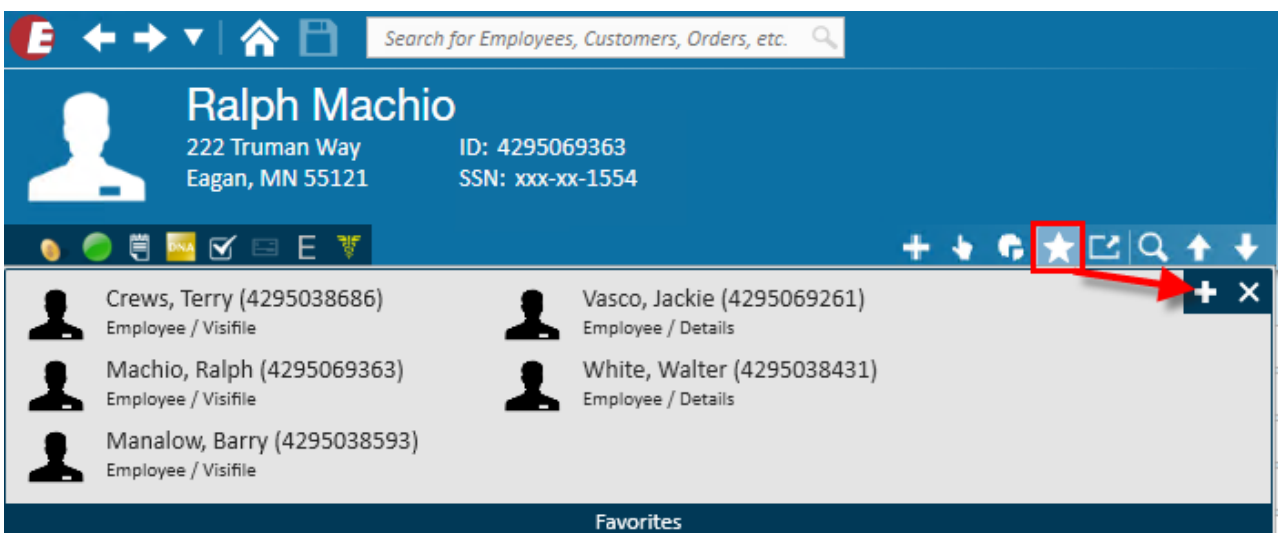 E
Search for Employees, Customers, Orders, etc.
Ralph Machio
222 Truman Way
ID: 4295069363
Eagan, MN 55121
SSN: xxx-xx-1554
DNA
E
Crews, Terry (4295038686)
Employee / Visifile
Vasco, Jackie (4295069261)
Employee / Details
Machio, Ralph (4295069363)
Employee / Visifile
White, Walter (4295038431)
Employee / Details
Manalow, Barry (4295038593)
Employee / Visifile
Favorites